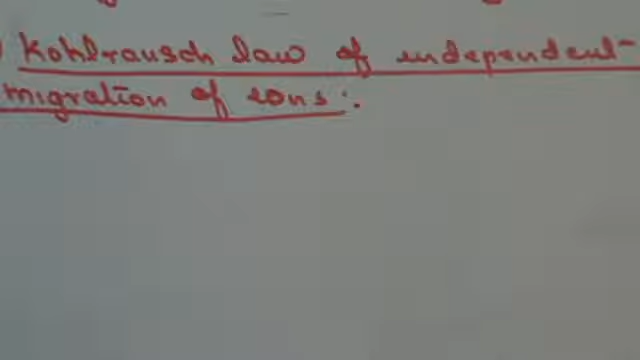 Kohlrausch law of independent
migration of ions :.